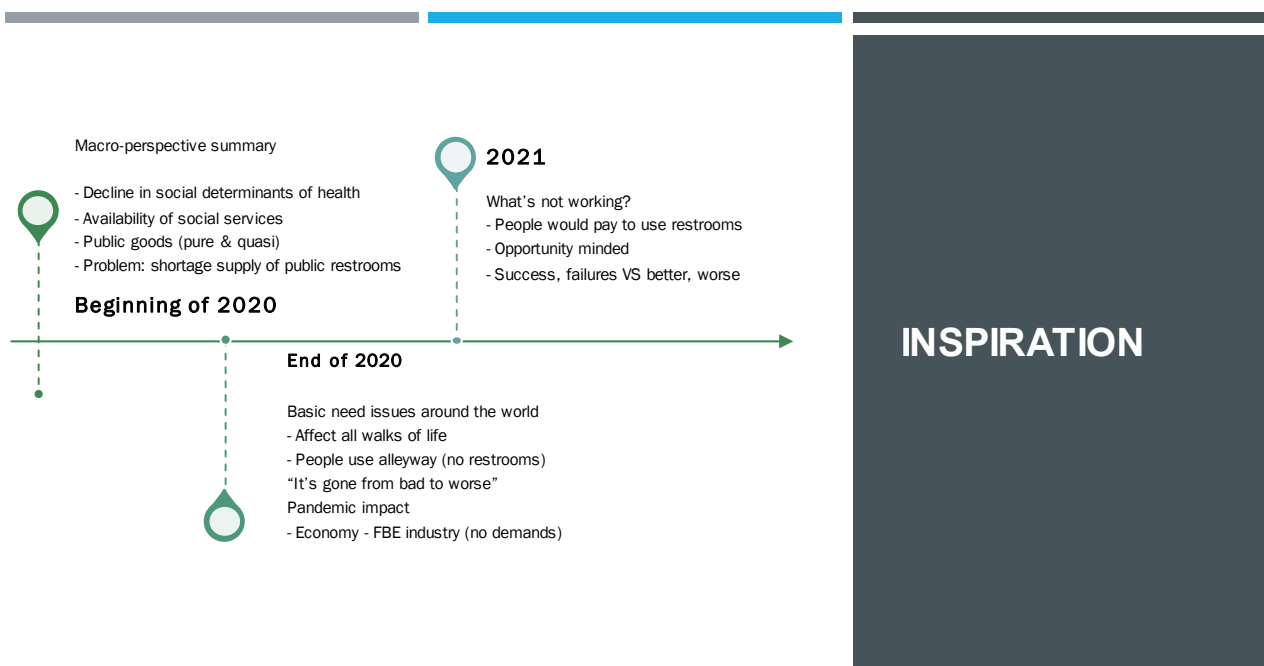 Macro-perspective summary
- Decline in social determinants of health
- Availability of social services
- Public goods (pure & quasi)
- Problem: shortage supply of public restrooms
Beginning of 2020
End of 2020
Basic need issues around the world
- Affect all walks of life
- People use alleyway (no restrooms)
“It’s gone from bad to worse”
Pandemic impact
- Economy - FBE industry (no demands)
2021
What’s not working?
- People would pay to use restrooms
- Opportunity minded
- Success, failures VS better, worse
INSPIRATION